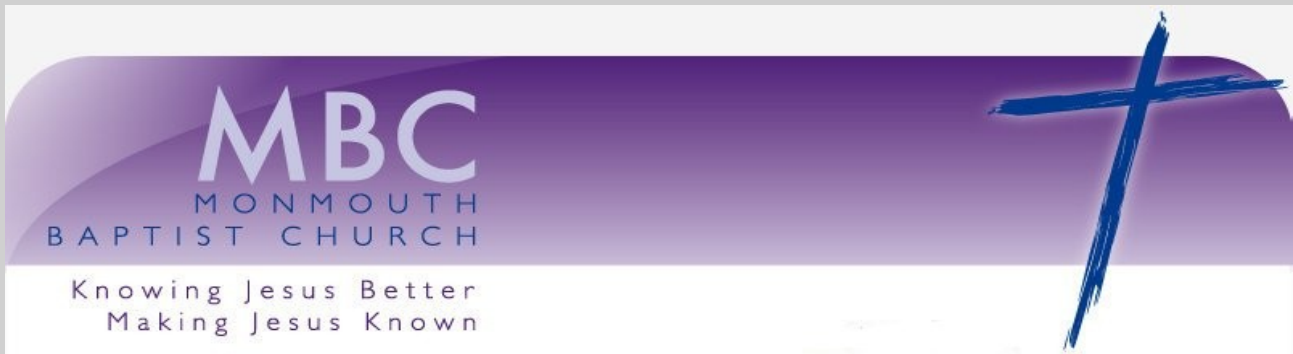 MBC
MONMOUTH
BAPTIST CHURCH
Knowing Jesus Better
Making Jesus Known